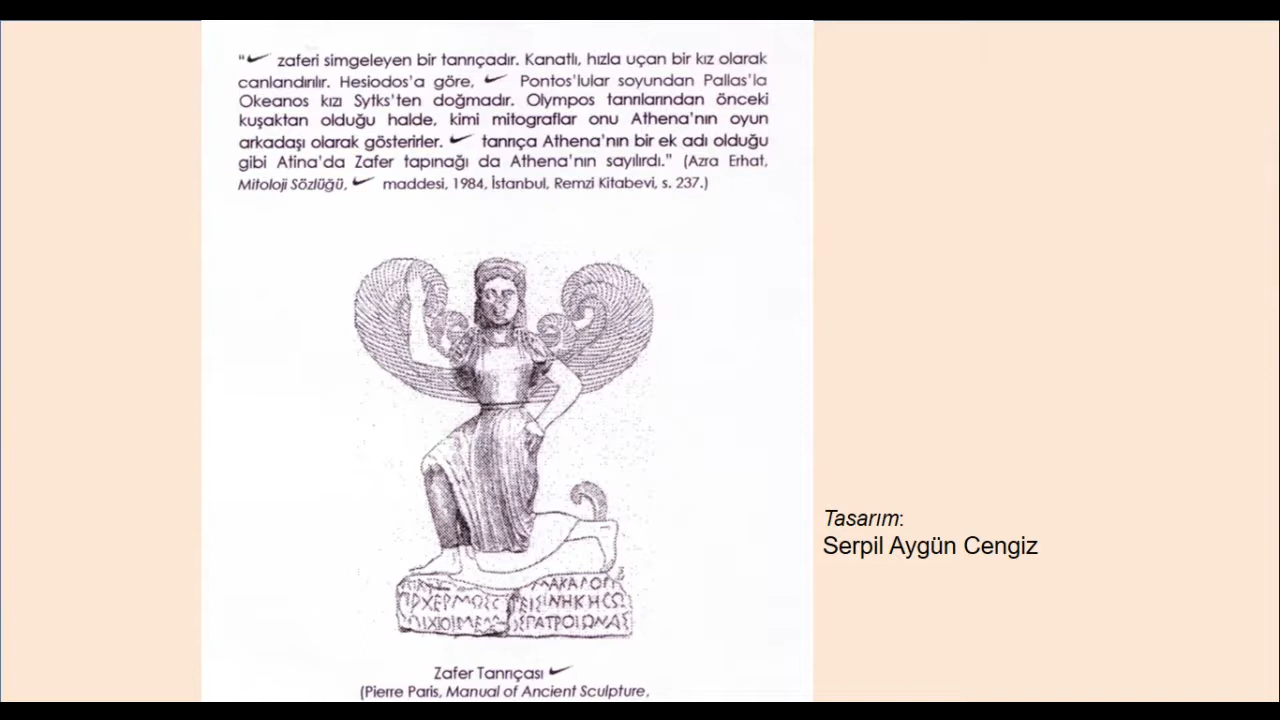 " zaferi simgeleyen bir tanrıçadır. Kanatlı, hızla uçan bir kız olarak
canlandırılır. Hesiodos'a göre, Pontos'lular soyundan Pallas'la
Okeanos kızı Sytks'ten doğmadır. Olympos tanrılarından önceki
kuşaktan olduğu halde, kimi mitograflar onu Athena'nın oyun
arkadaşı olarak gösterirler. tanrıça Athena'nın bir ek adı olduğu
gibi Atina'da Zafer tapınağı da Athena'nın sayılırdı." (Azra Erhat,
Mitoloji Sözlüğü, maddesi, 1984, İstanbul, Remzi Kitabevi, s. 237.)
Zafer Tanrıçası
(Pierre Paris, Manual of Ancient Sculpture,
Tasarım:
Serpil Aygün Cengiz